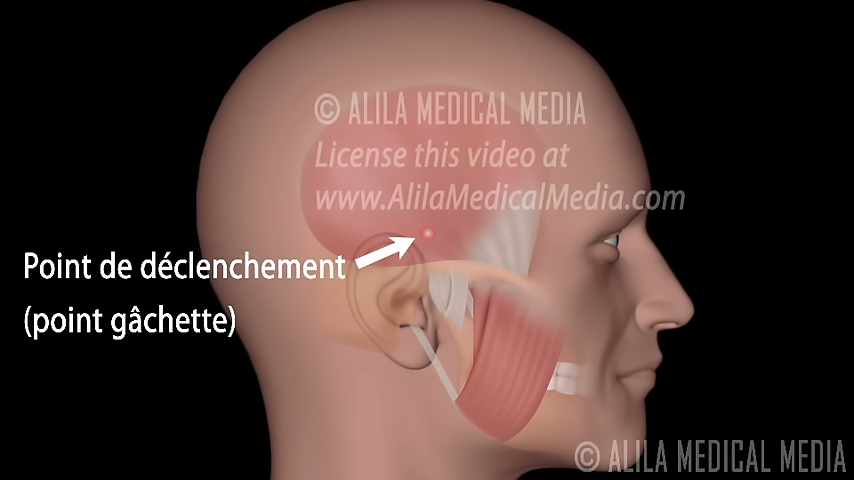 © ALILA MEDICAL MEDIA
License this video at
www.AlilaMedicalMedia.com
Point de déclenchement
(point gâchette)
© ALILA MEDICAL MEDIA